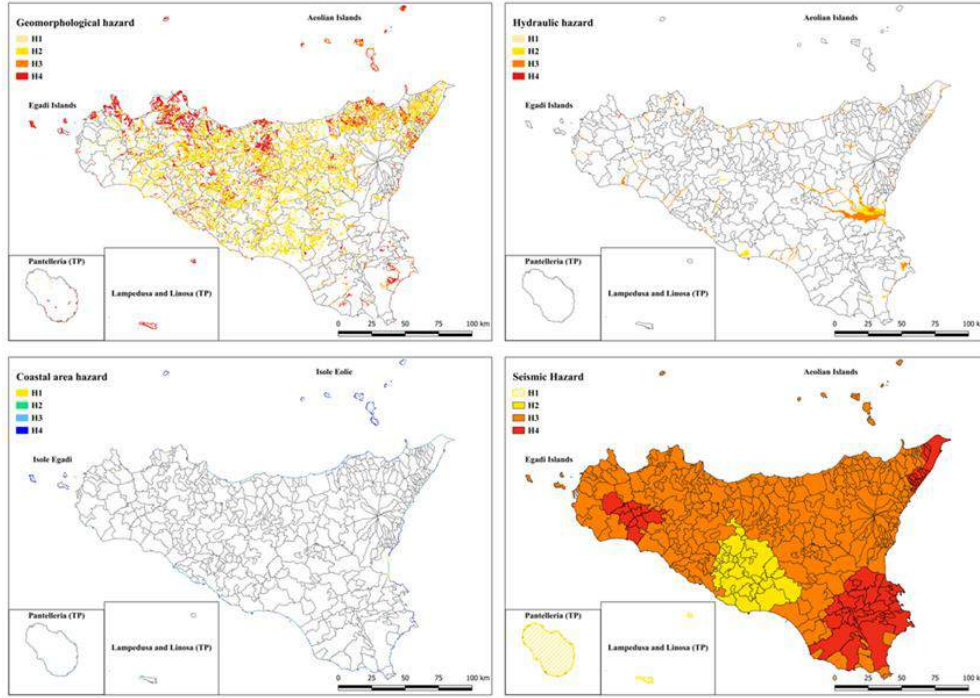 Geomorphological hazard
Aeolian Islands
H1
H2
H3
H4
Egadi Islands
Pantelleria (TP)
Lampedusa and Linosa (TP)
0 25 50 75 100 km
Hydraulic hazard
Aeolian Islands
H1
H2
H3
H4
Egadi Islands
Pantelleria (TP)
Lampedusa and Linosa (TP)
0 25 50 75 100 km
Coastal area hazard
Isole Eolie
H1
H2
H3
H4
Isole Egadi
Pantelleria (TP)
Lampedusa and Linosa (TP)
0 25 50 75 100 km
Seismic Hazard
Aeolian Islands
H1
H2
H3
H4
Egadi Islands
Pantelleria (TP)
Lampedusa and Linosa (TP)
0 25 50 75 100 km